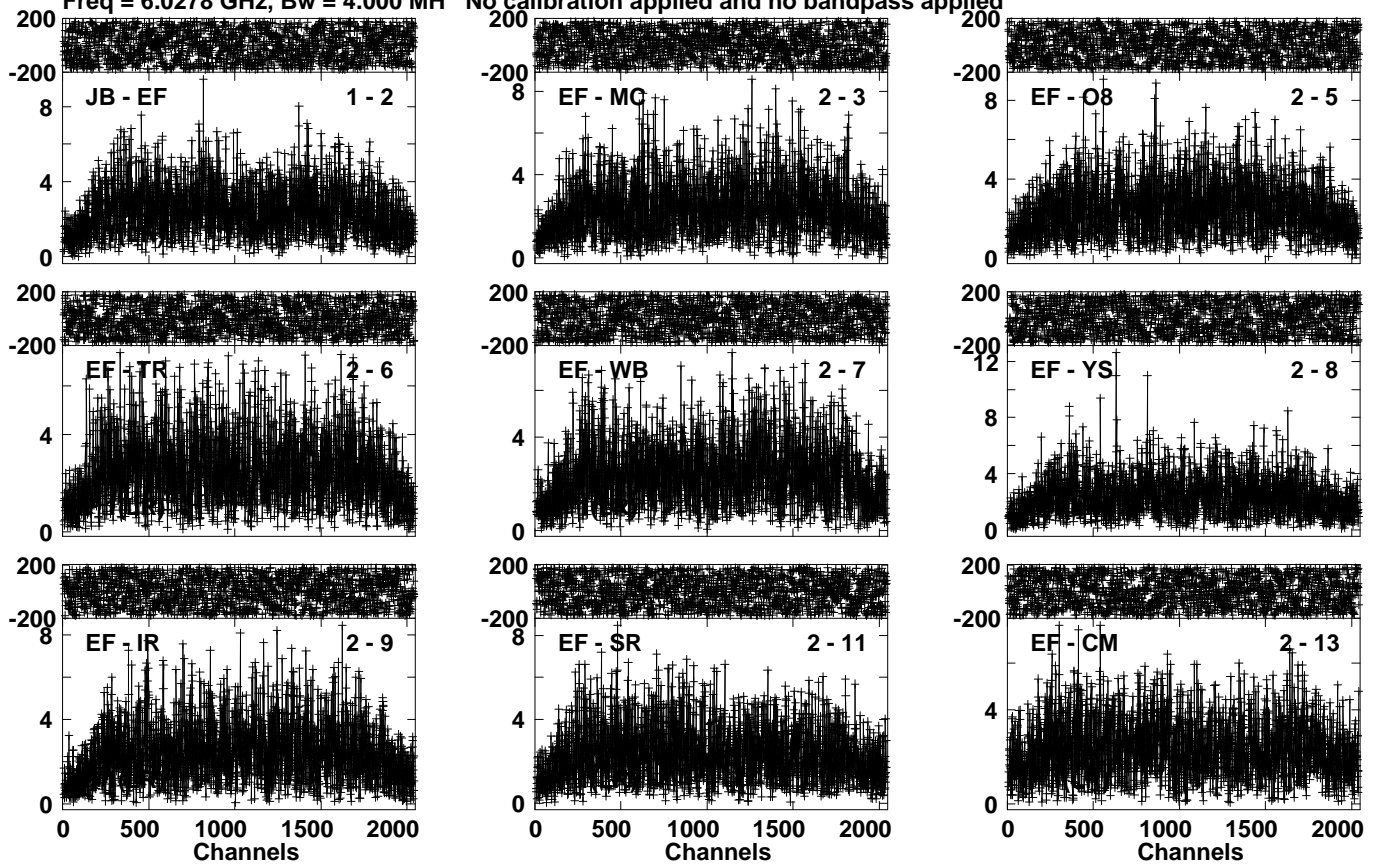 Freq = 6.0278 GHz, Bw = 4.000 MH No calibration applied and no bandpass applied
200 200 200
-200 -200 -200
JB - EF 1 - 2 EF - MC 2 - 3 EF - O8 2 - 5
8 8 8
4 4 4
0 0 0
200 200 200
-200 -200 -200
EF - TR 2 - 6 EF - WB 2 - 7 12 EF - YS 2 - 8
8
4 4 4
0 0 0
200 200 200
-200 -200 -200
8 EF - IR 2 - 9 8 EF - SR 2 - 11 EF - CM 2 - 13
4 4 4
0 0 0
0 500 1000 1500 2000 0 500 1000 1500 2000 0 500 1000 1500 2000
Channels Channels Channels